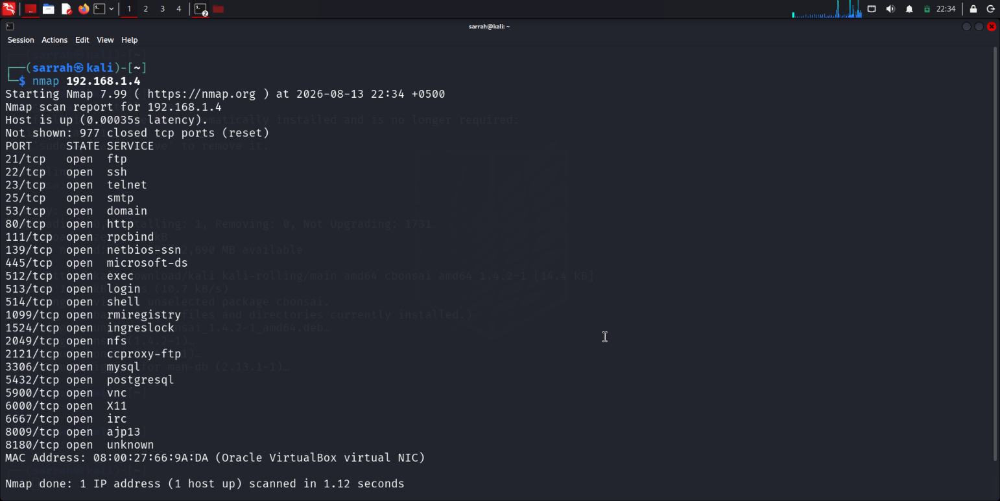 1 2 3 4 2 22:34
sarrah@kali: ~
Session Actions Edit View Help
┌──(sarrah㉿kali)-[~]
└─$ nmap 192.168.1.4
Starting Nmap 7.99 ( https://nmap.org ) at 2026-08-13 22:34 +0500
Nmap scan report for 192.168.1.4
Host is up (0.00035s latency).
Not shown: 977 closed tcp ports (reset)
PORT     STATE SERVICE
21/tcp   open  ftp
22/tcp   open  ssh
23/tcp   open  telnet
25/tcp   open  smtp
53/tcp   open  domain
80/tcp   open  http
111/tcp  open  rpcbind
139/tcp  open  netbios-ssn
445/tcp  open  microsoft-ds
512/tcp  open  exec
513/tcp  open  login
514/tcp  open  shell
1099/tcp open  rmiregistry
1524/tcp open  ingreslock
2049/tcp open  nfs
2121/tcp open  ccproxy-ftp
3306/tcp open  mysql
5432/tcp open  postgresql
5900/tcp open  vnc
6000/tcp open  X11
6667/tcp open  irc
8009/tcp open  ajp13
8180/tcp open  unknown
MAC Address: 08:00:27:66:9A:DA (Oracle VirtualBox virtual NIC)
Nmap done: 1 IP address (1 host up) scanned in 1.12 seconds